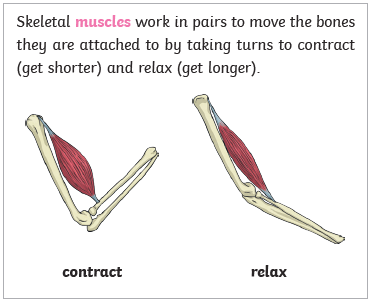 Skeletal muscles work in pairs to move the bones
they are attached to by taking turns to contract
(get shorter) and relax (get longer).
contract
relax